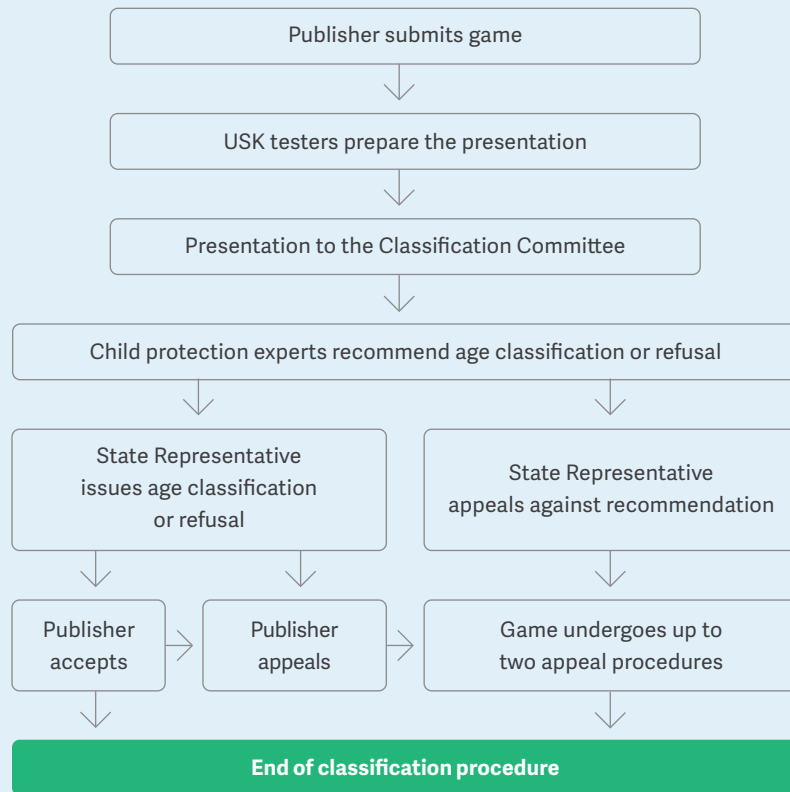 Publisher submits game
USK testers prepare the presentation
Presentation to the Classification Committee
Child protection experts recommend age classification or refusal
State Representative
issues age classification
or refusal
State Representative
appeals against recommendation
Publisher
accepts
Publisher
appeals
Game undergoes up to
two appeal procedures
End of classification procedure